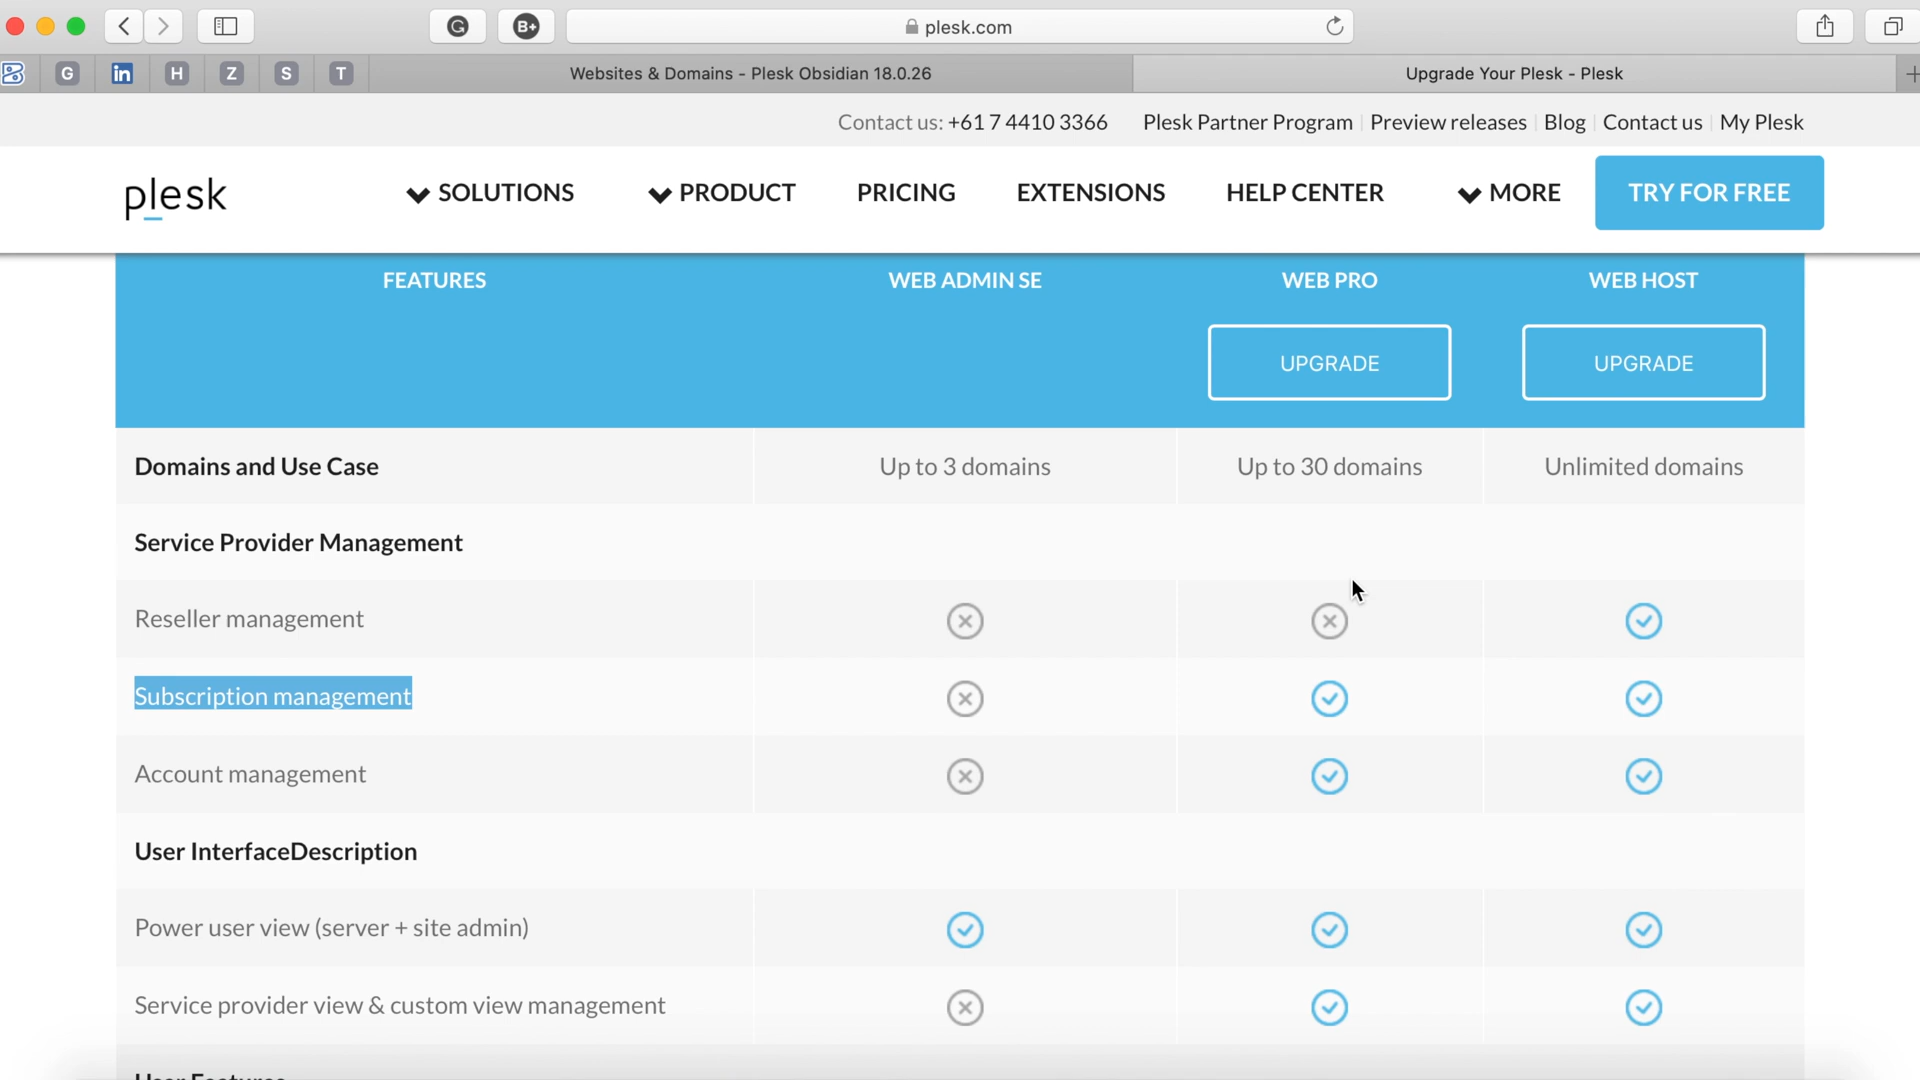 G B+ plesk.com
G in H Z S T Websites & Domains - Plesk Obsidian 18.0.26 Upgrade Your Plesk - Plesk
Contact us: +61 7 4410 3366 Plesk Partner Program Preview releases Blog Contact us My Plesk
plesk SOLUTIONS PRODUCT PRICING EXTENSIONS HELP CENTER MORE TRY FOR FREE
FEATURES WEB ADMIN SE WEB PRO WEB HOST
UPGRADE UPGRADE
Domains and Use Case Up to 3 domains Up to 30 domains Unlimited domains
Service Provider Management
Reseller management
Subscription management
Account management
User InterfaceDescription
Power user view (server + site admin)
Service provider view & custom view management
User Features